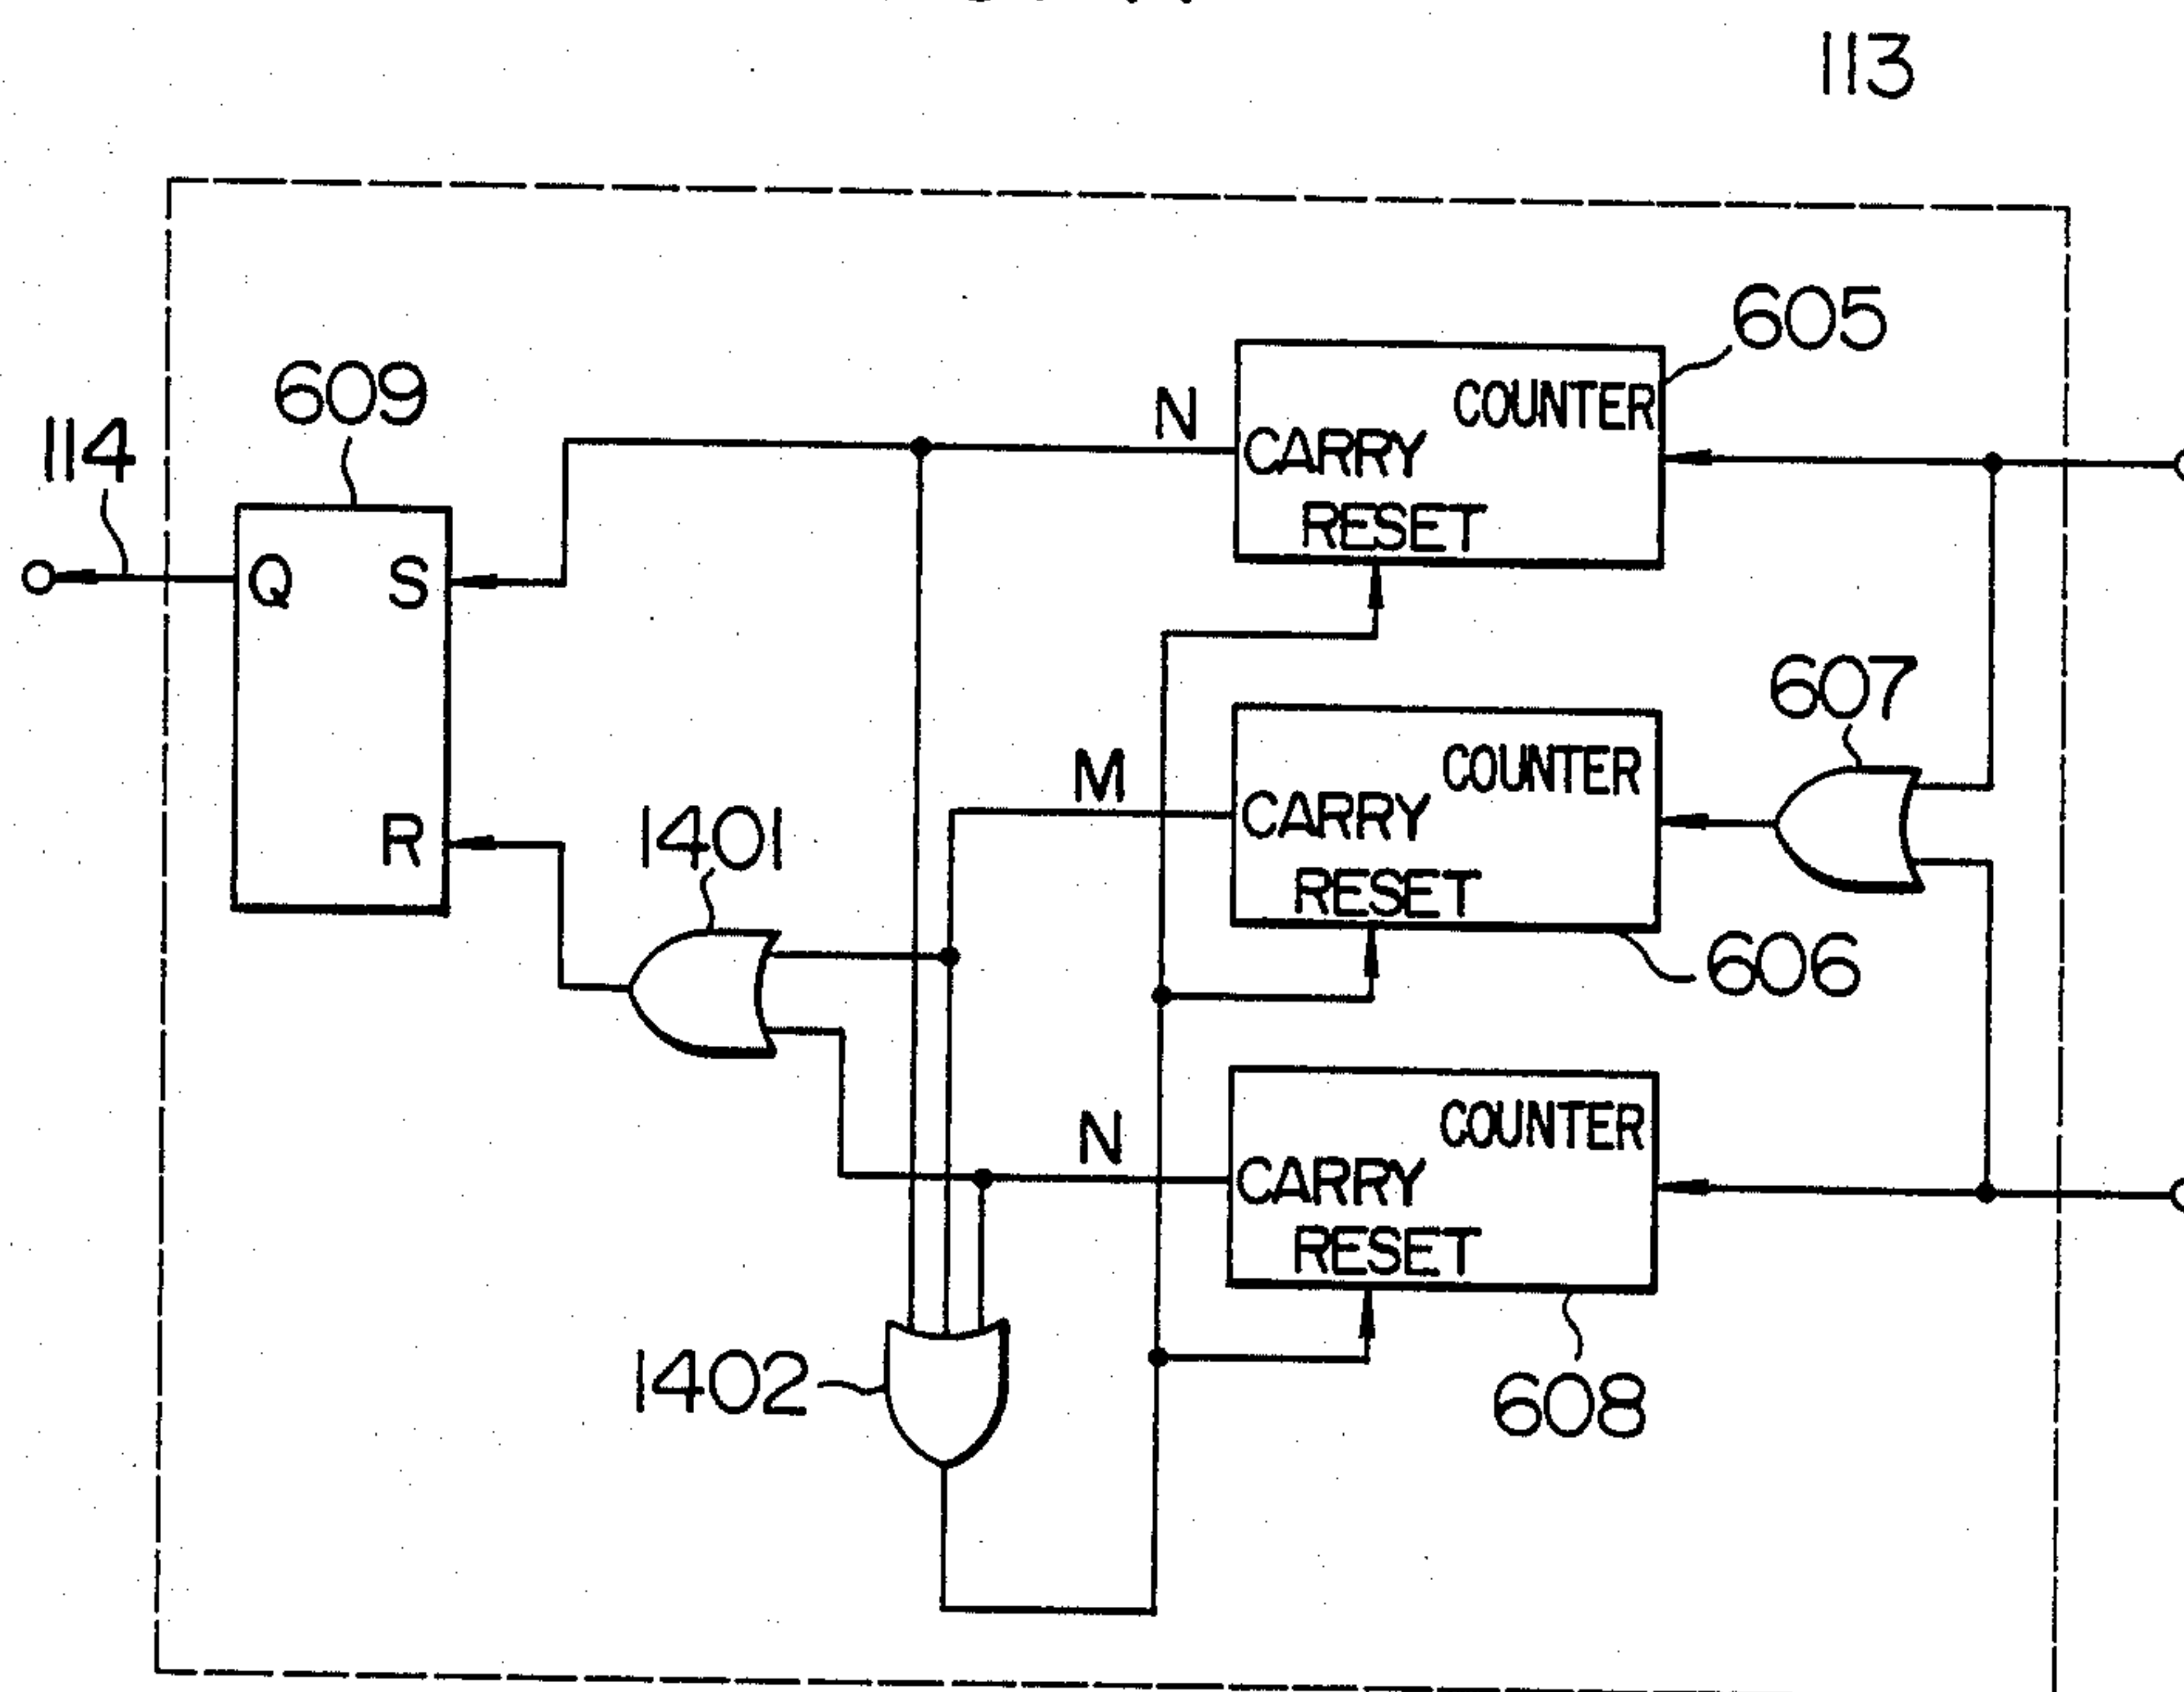 113
605
COUNTER
N
CARRY
RESET
609
114
Q
S
R
607
M
COUNTER
CARRY
RESET
606
1401
N
COUNTER
CARRY
RESET
1402
608